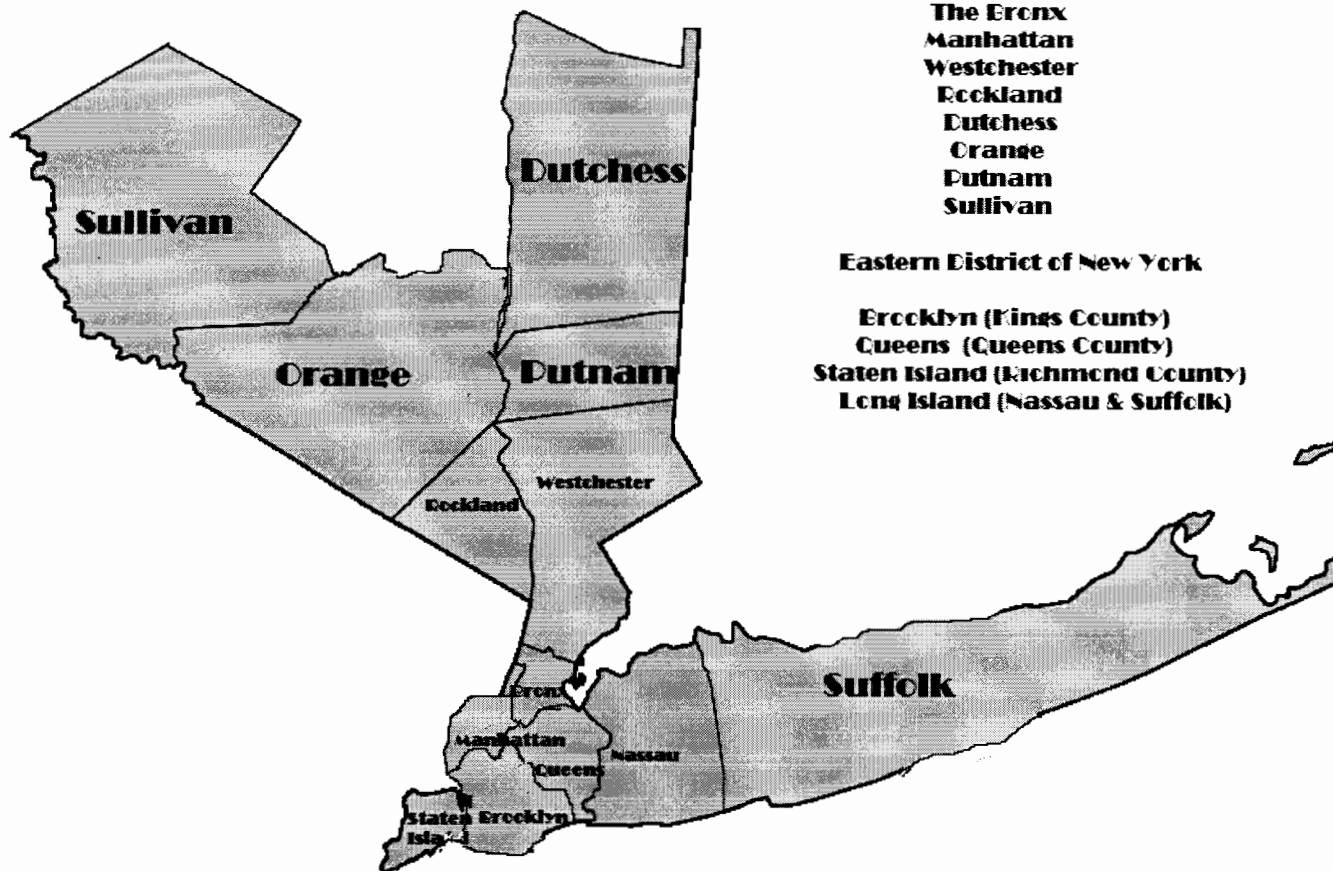 The Bronx
Manhattan
Westchester
Rockland
Dutchess
Orange
Putnam
Sullivan
Eastern District of New York
Brooklyn (Kings County)
Queens (Queens County)
Staten Island (Richmond County)
Long Island (Nassau & Suffolk)
Dutchess
Sullivan
Orange
Putnam
Westchester
Rockland
Suffolk
Bronx
Manhattan
Nassau
Queens
Staten
Island
Brooklyn